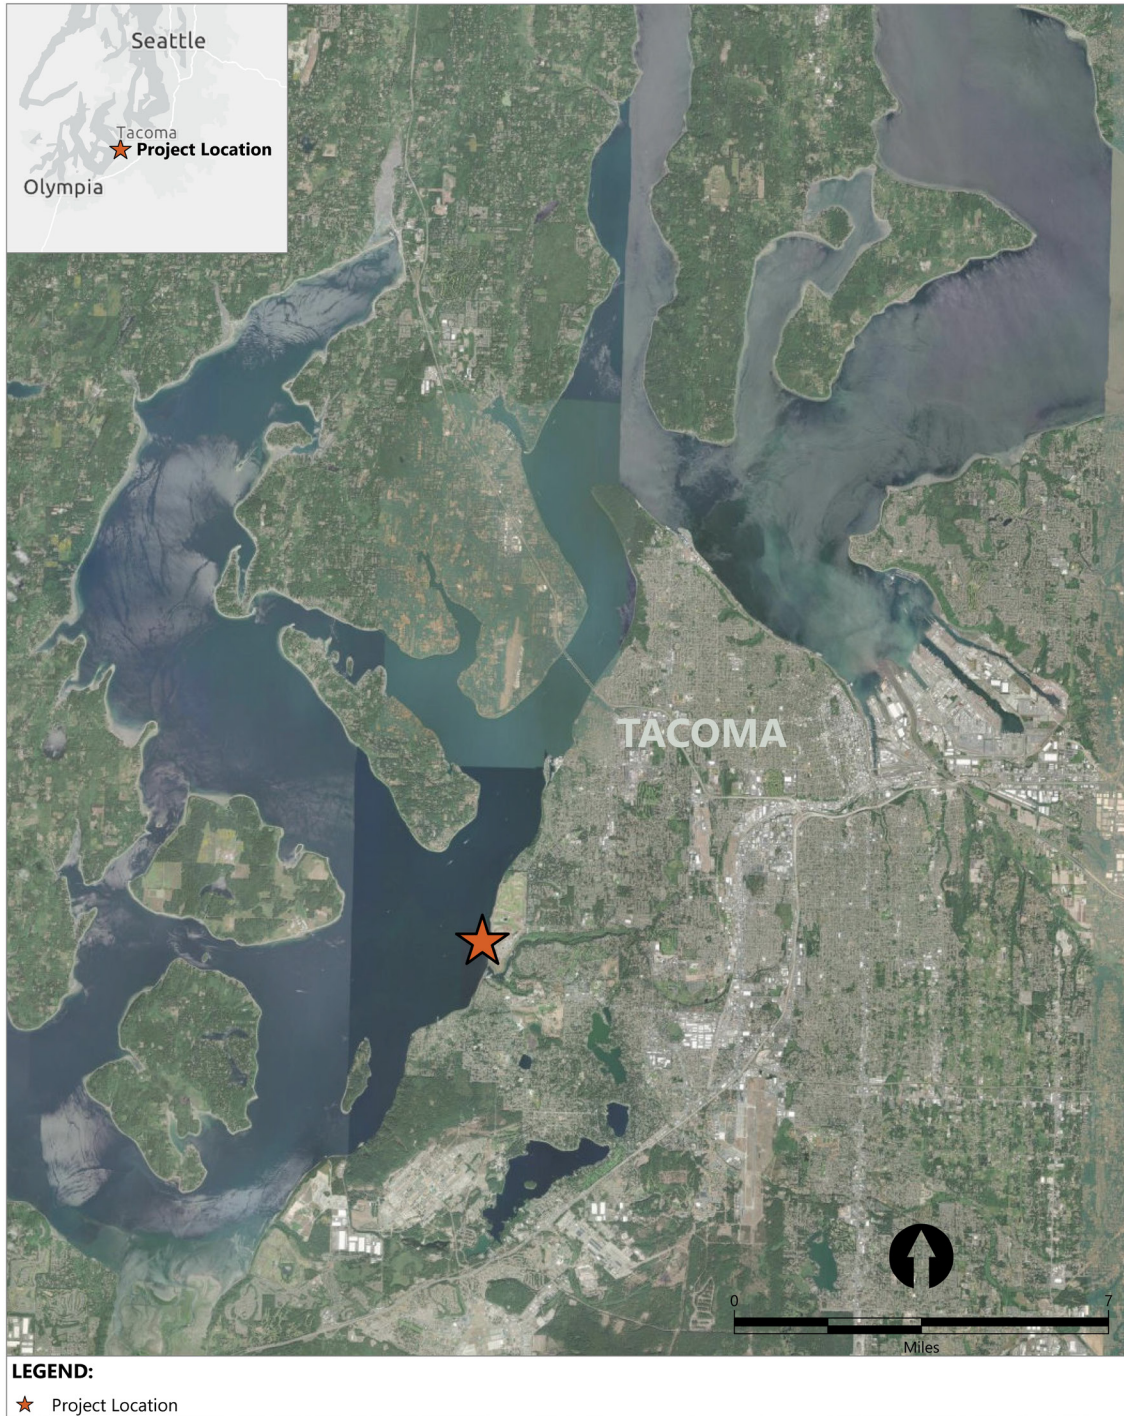 Seattle
Tacoma
Project Location
Olympia
TACOMA
0 7
Miles
LEGEND:
Project Location